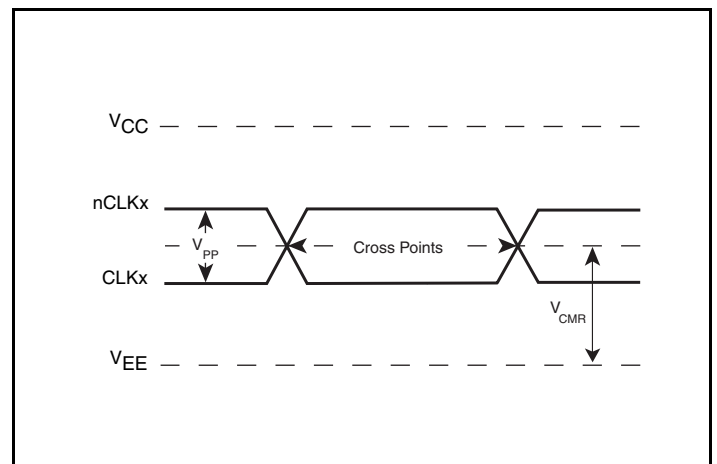 VCC
nCLKx
VPP
Cross Points
CLKx
VCMR
VEE